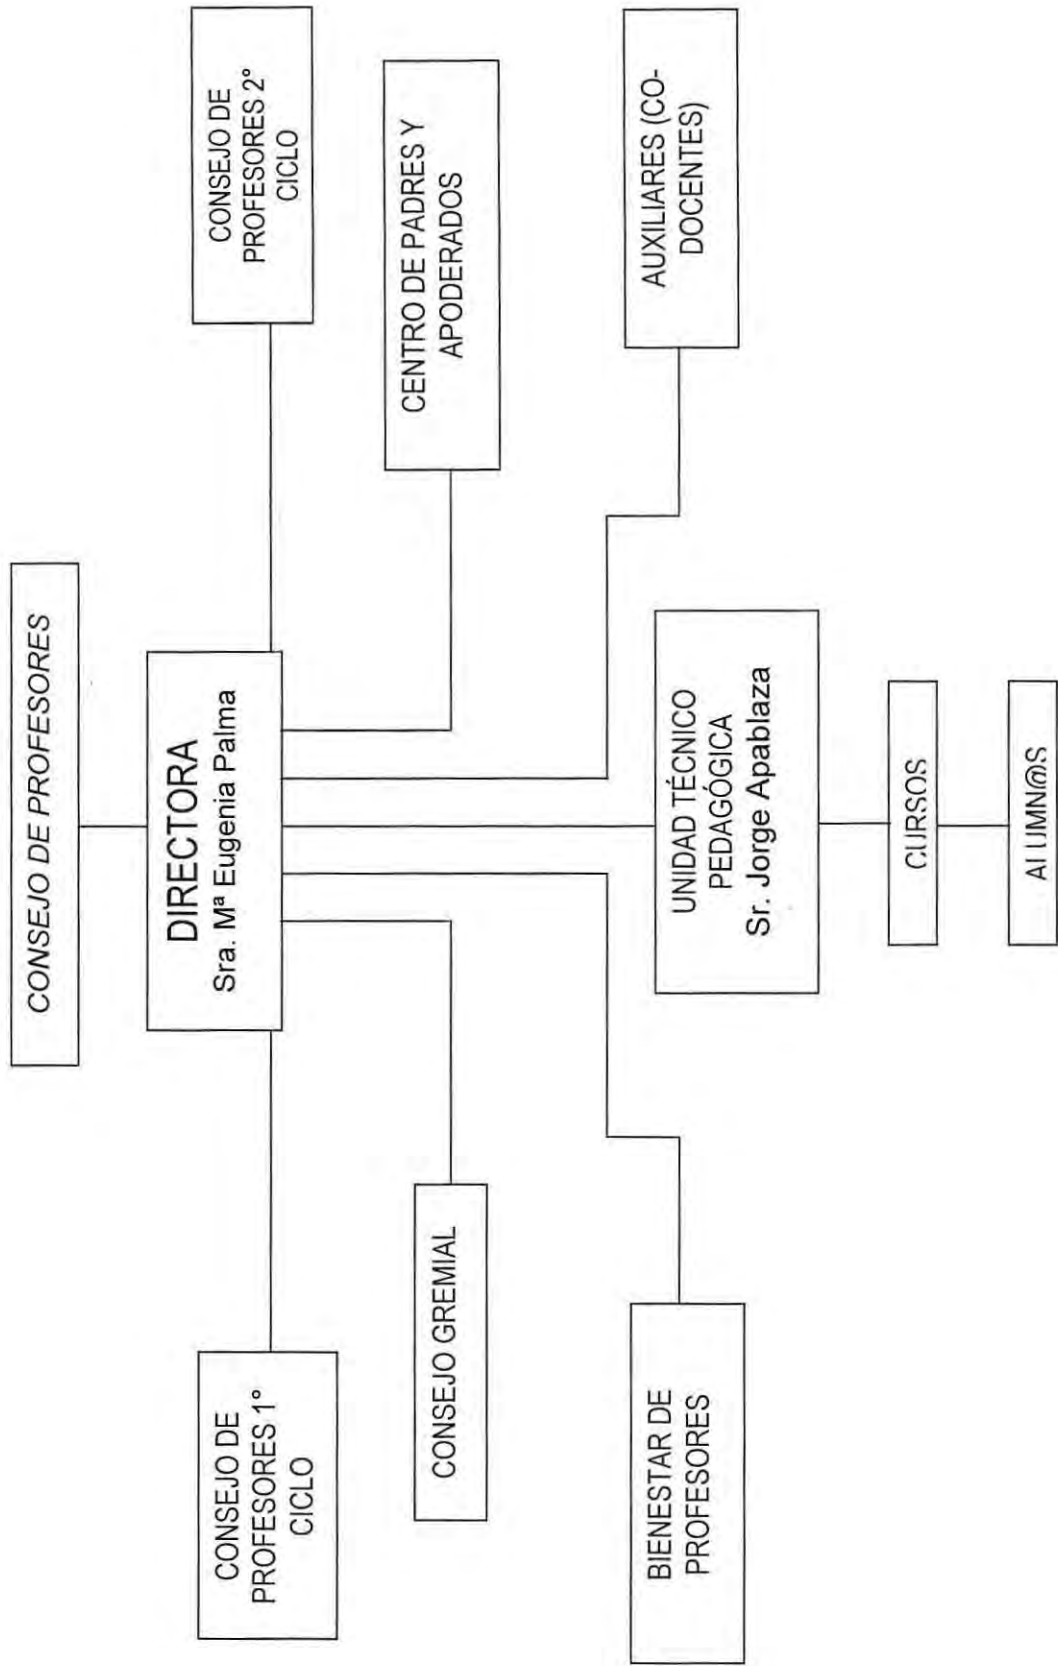 CONSEJO DE PROFESORES
DIRECTORA
Sra. Mª Eugenia Palma
CONSEJO DE
PROFESORES 1°
CICLO
CONSEJO DE
PROFESORES 2°
CICLO
CONSEJO GREMIAL
CENTRO DE PADRES Y
APODERADOS
BIENESTAR DE
PROFESORES
UNIDAD TÉCNICO
PEDAGÓGICA
Sr. Jorge Apablaza
AUXILIARES (CO-
DOCENTES)
CURSOS
ALUMN@S